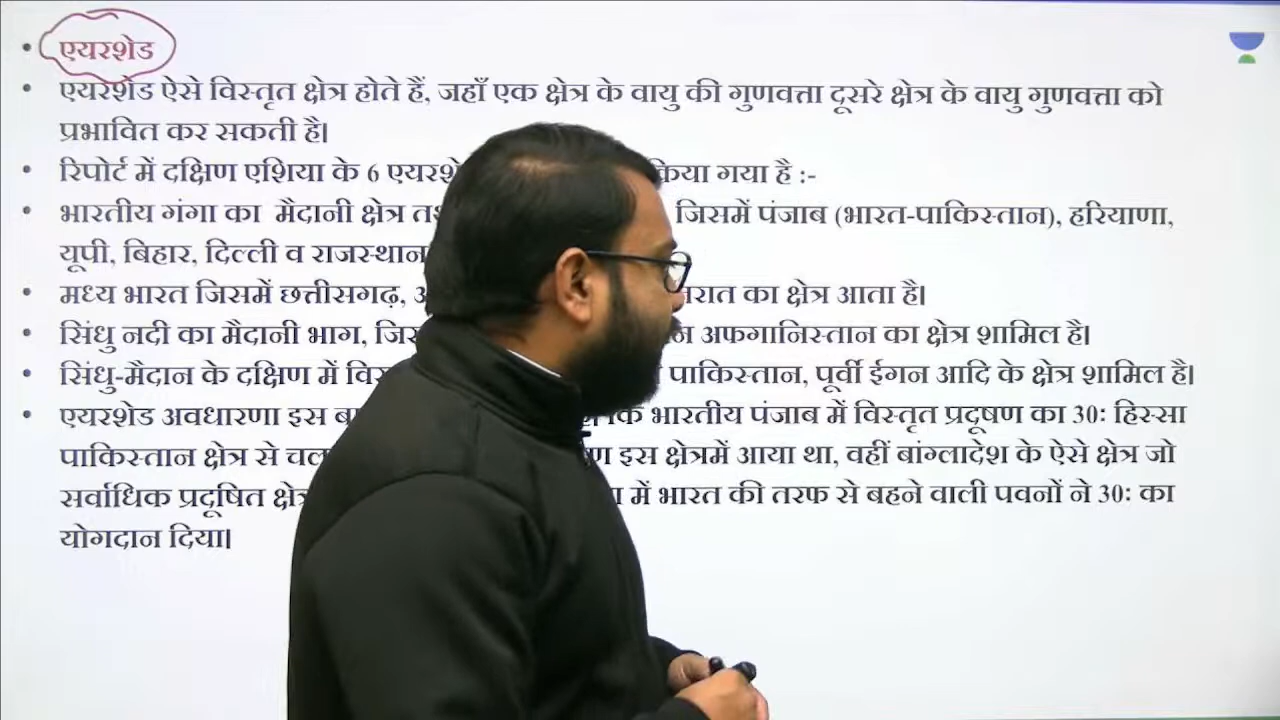 एयरशेड
एयरशेड ऐसे विस्तृत क्षेत्र होते हैं, जहाँ एक क्षेत्र के वायु की गुणवत्ता दूसरे क्षेत्र के वायु गुणवत्ता को
प्रभावित कर सकती है।
रिपोर्ट में दक्षिण एशिया के 6 किया गया है :-
भारतीय गंगा का मैदानी क्षेत्र जिसमें पंजाब (भारत-पाकिस्तान), हरियाणा,
यूपी, बिहार, दिल्ली व राजस्थान
मध्य भारत जिसमें छत्तीसगढ़, का क्षेत्र आता है।
सिंधु नदी का मैदानी भाग, अफगानिस्तान का क्षेत्र शामिल है।
सिंधु-मैदान के दक्षिण में पाकिस्तान, पूर्वी ईगन आदि के क्षेत्र शामिल है।
एयरशेड अवधारणा इस कि भारतीय पंजाब में विस्तृत प्रदूषण का 30ः हिस्सा
पाकिस्तान क्षेत्र से इस क्षेत्रमें आया था, वहीं बांग्लादेश के ऐसे क्षेत्र जो
सर्वाधिक प्रदूषित में भारत की तरफ से बहने वाली पवनों ने 30ः का
योगदान दिया।